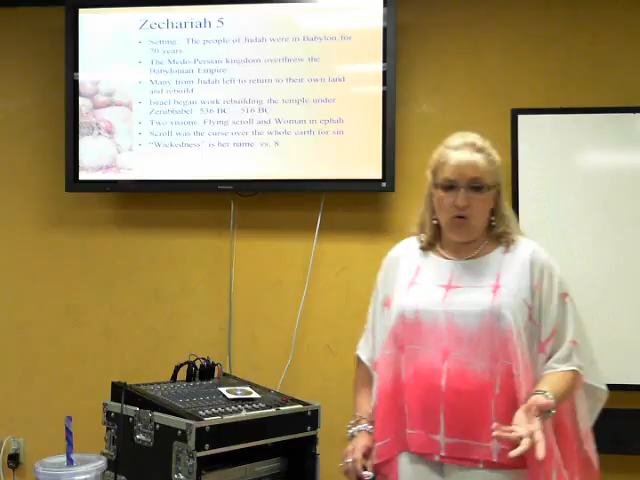 Zechariah 5
• Setting: The people of Judah were in Babylon for
70 years
• The Medo-Persian kingdom overthrew the
Babylonian Empire
• Many from Judah left to return to their own land
and rebuild
• Israel began work rebuilding the temple under
Zerubbabel 536 BC 516 BC
• Two visions: Flying scroll and Woman in ephah
• Scroll was the curse over the whole earth for sin
• "Wickedness" is her name vs. 8